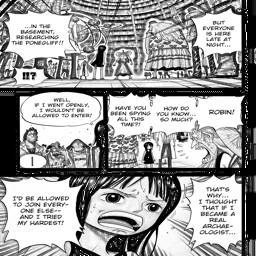 BUT
EVERYONE
IS HERE
LATE AT
NIGHT...
...IN THE
BASEMENT,
RESEARCHING
THE PONEGLIFF!!
!!?
ROBIN!
HOW DO
YOU KNOW...
SO MUCH?
HAVE YOU
BEEN SPYING
ALL THIS
TIME?!
WELL,
IF I WENT OPENLY,
I WOULDN'T BE
ALLOWED TO ENTER!
!
THAT'S
WHY...
I THOUGHT
THAT IF I
BECAME A
REAL
ARCHAE-
OLOGIST...
I'D BE ALLOWED
TO JOIN EVERY-
ONE ELSE--
AND I TRIED
MY HARDEST!!